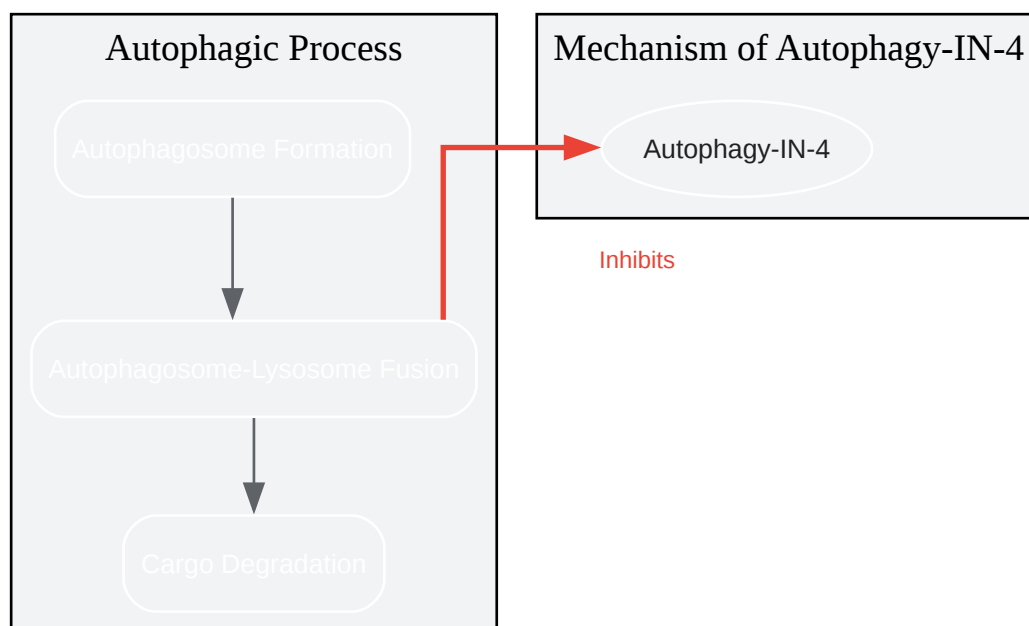 Autophagic Process
Autophagosome Formation
Autophagosome-Lysosome Fusion
Cargo Degradation
Mechanism of Autophagy-IN-4
Autophagy-IN-4
Inhibits